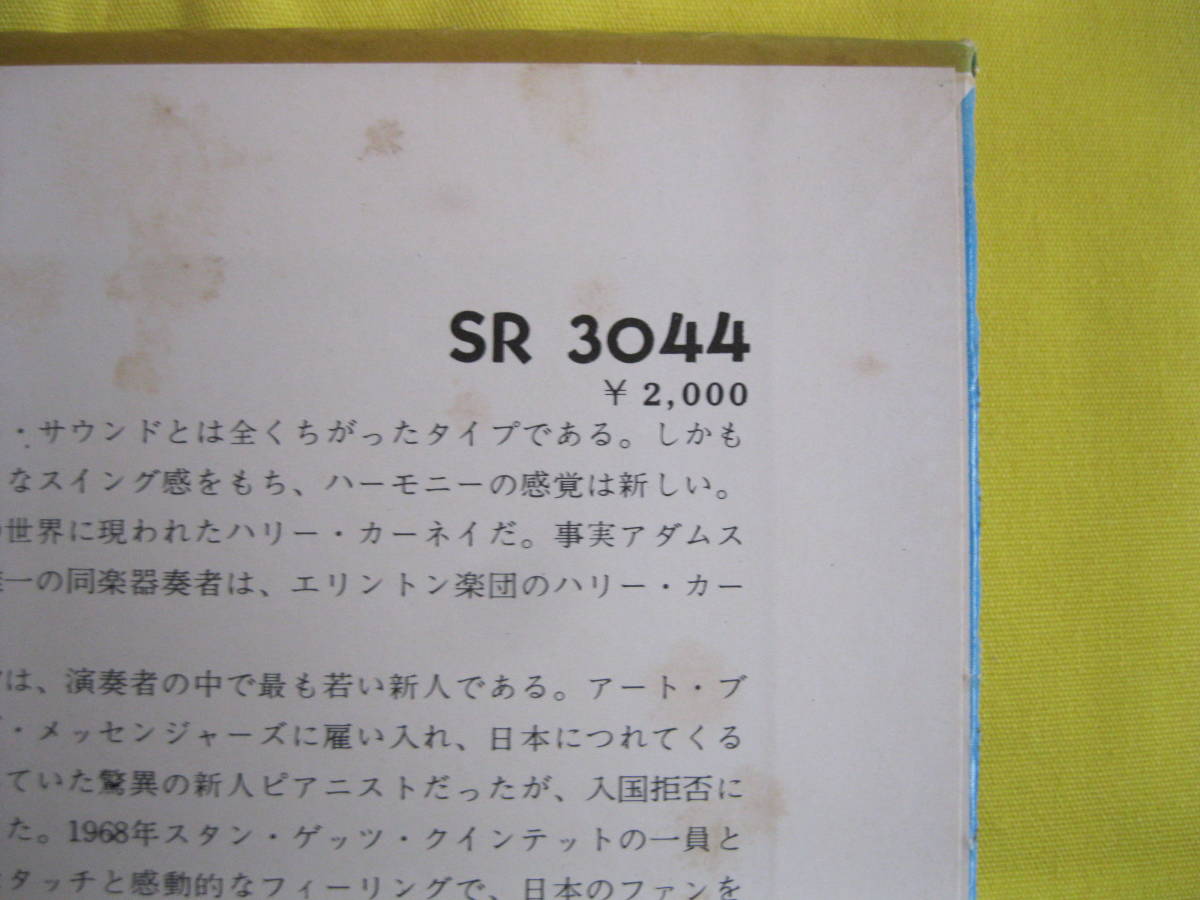 SR 3044
¥ 2,000
・サウンドとは全くちがったタイプである。しかも
なスイング感をもち、ハーモニーの感覚は新しい。
世界に現われたハリー・カーネイだ。事実アダムス
一の同楽器奏者は、エリントン楽団のハリー・カー
は、演奏者の中で最も若い新人である。アート・ブ
・メッセンジャーズに雇い入れ、日本につれてくる
ていた驚異の新人ピアニストだったが、入国拒否に
た。1968年スタン・ゲッツ・クインテットの一員と
タッチと感動的なフィーリングで、日本のファンを